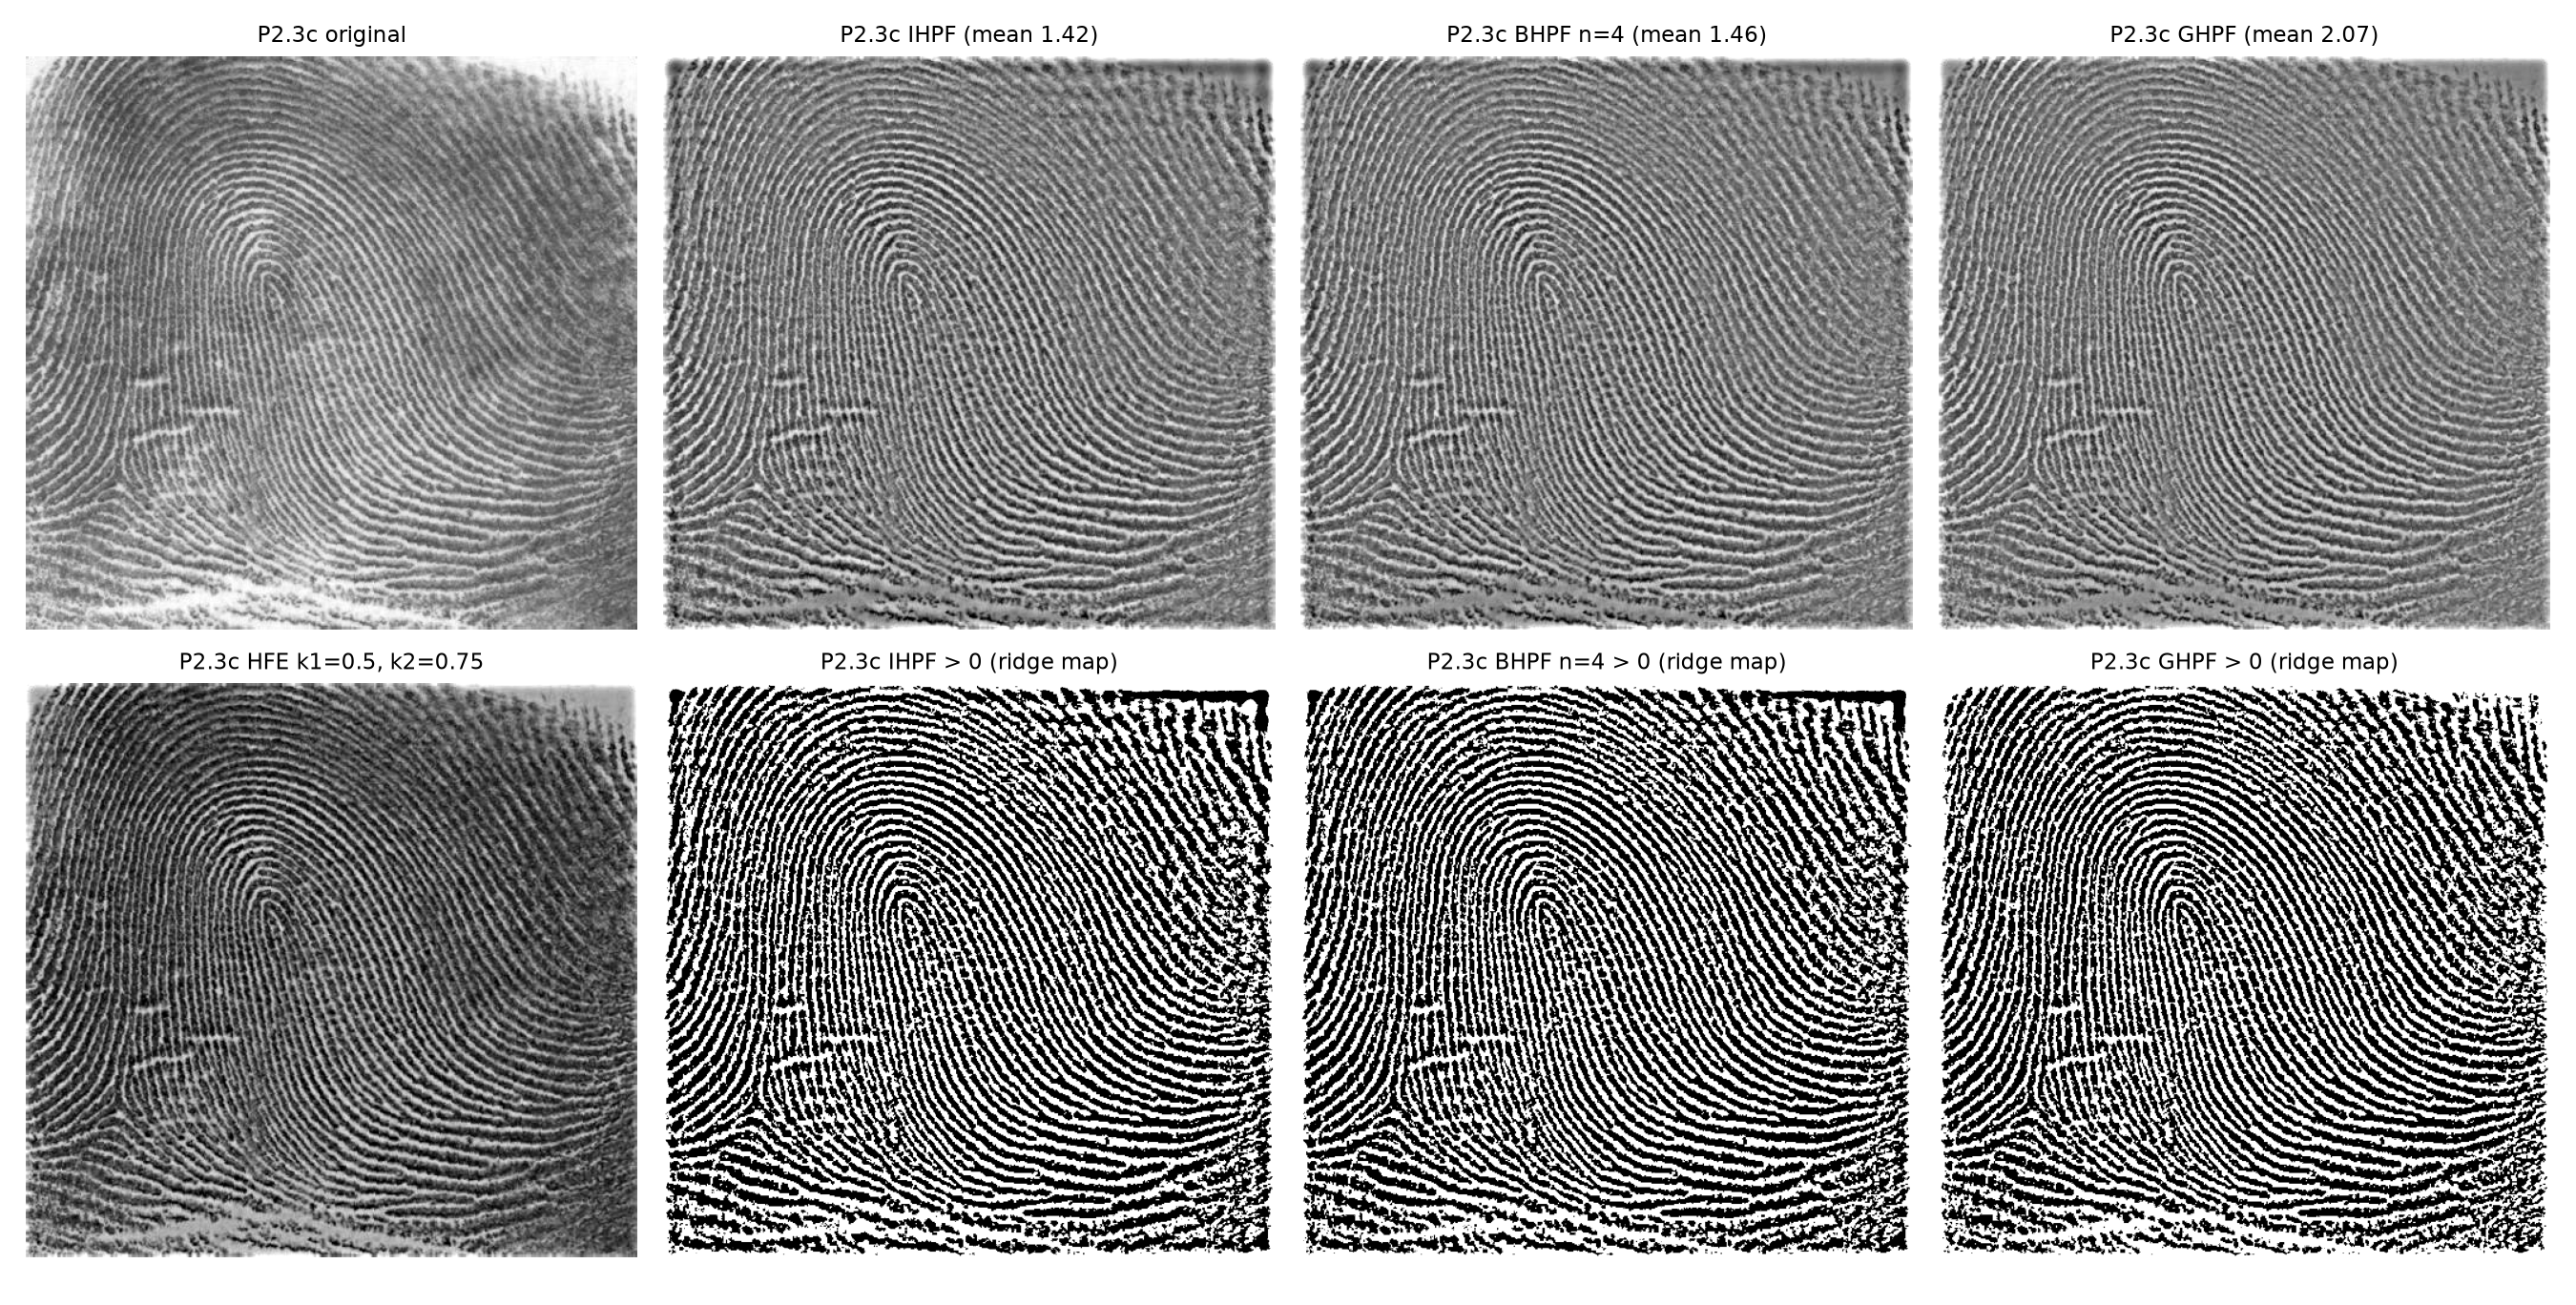 P2.3c original
P2.3c IHPF (mean 1.42)
P2.3c BHPF n=4 (mean 1.46)
P2.3c GHPF (mean 2.07)
P2.3c HFE k1=0.5, k2=0.75
P2.3c IHPF > 0 (ridge map)
P2.3c BHPF n=4 > 0 (ridge map)
P2.3c GHPF > 0 (ridge map)